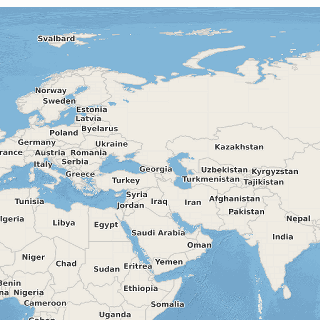 Svalbard
Norway
Sweden
Estonia
Latvia
Poland
Byelarus
Germany
Ukraine
rance
Austria
Romania
Kazakhstan
Italy
Serbia
Georgia
Uzbekistan
Kyrgyzstan
Greece
Turkey
Turkmenistan
Tajikistan
Tunisia
Syria
Jordan
Iraq
Iran
Afghanistan
Pakistan
lgeria
Libya
Egypt
Nepal
Saudi Arabia
India
Oman
Niger
Chad
Sudan
Eritrea
Yemen
Benin
na
Nigeria
Ethiopia
Cameroon
Somalia
Uganda